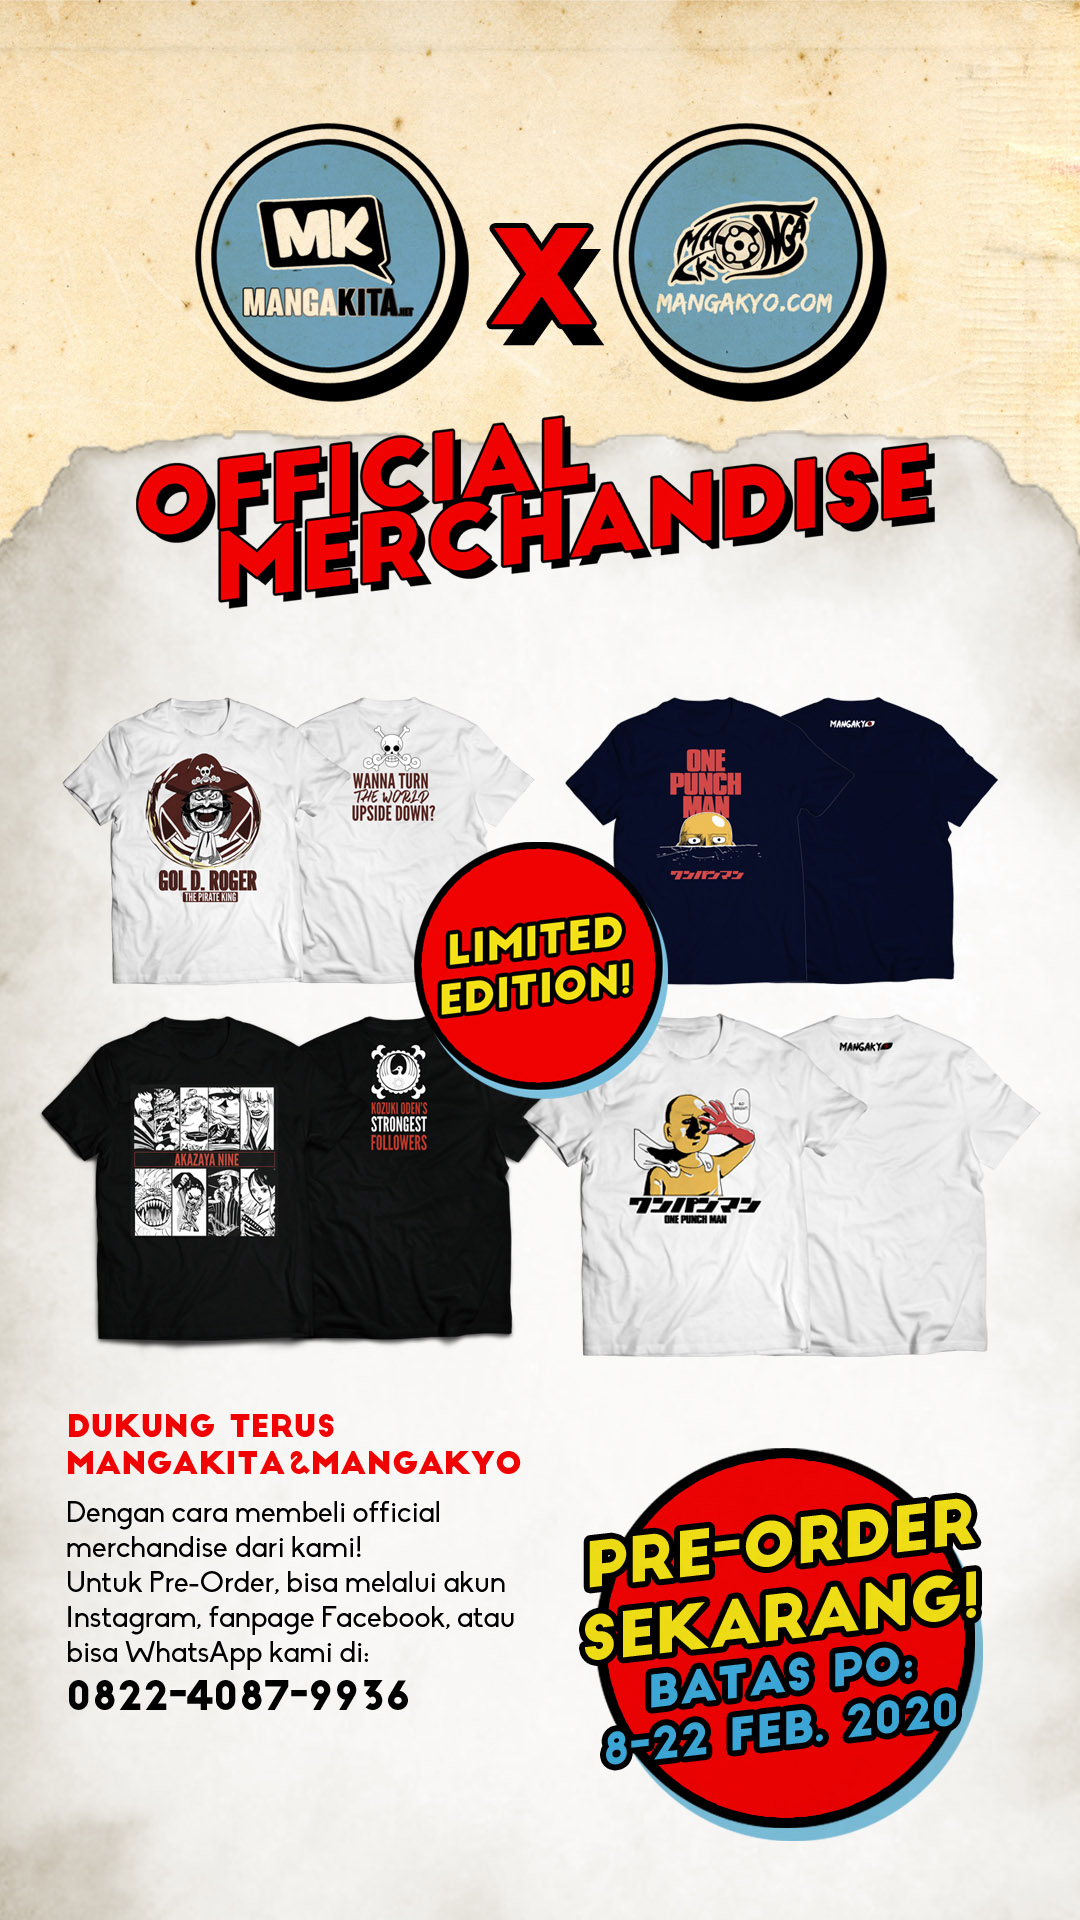 MK
MANGAKITA.NET
X
MANGAKYO
MANGAKYO.COM
OFFICIAL
MERCHANDISE
GOL D. ROGER
THE PIRATE KING
WANNA TURN
THE WORLD
UPSIDE DOWN?
ONE
PUNCH
MAN
ワンパンマン
MANGAKYO
LIMITED
EDITION!
AKAZAYA NINE
KOZUKI ODEN'S
STRONGEST
FOLLOWERS
ワンパンマン
ONE PUNCH MAN
MANGAKYO
DUKUNG TERUS
MANGAKITA&MANGAKYO
Dengan cara membeli official
merchandise dari kami!
Untuk Pre-Order, bisa melalui akun
Instagram, fanpage Facebook, atau
bisa WhatsApp kami di:
0822-4087-9936
PRE-ORDER
SEKARANG!
BATAS PO:
8-22 FEB. 2020